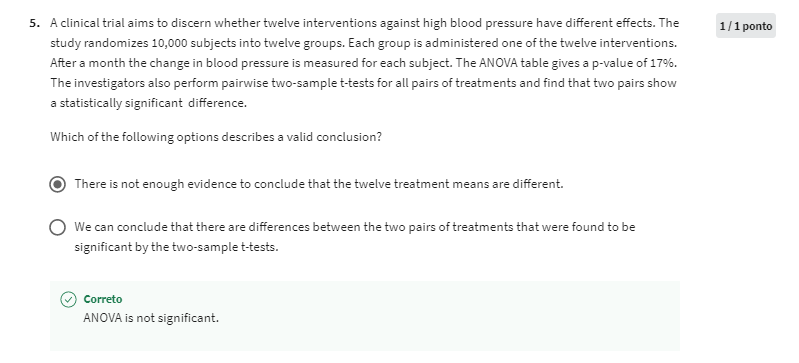 5. A clinical trial aims to discern whether twelve interventions against high blood pressure have different effects. The
1 / 1 ponto
study randomizes 10,000 subjects into twelve groups. Each group is administered one of the twelve interventions.
After a month the change in blood pressure is measured for each subject. The ANOVA table gives a p-value of 17%.
The investigators also perform pairwise two-sample t-tests for all pairs of treatments and find that two pairs show
a statistically significant difference.
Which of the following options describes a valid conclusion?
There is not enough evidence to conclude that the twelve treatment means are different.
We can conclude that there are differences between the two pairs of treatments that were found to be
significant by the two-sample t-tests.
Correto
ANOVA is not significant.